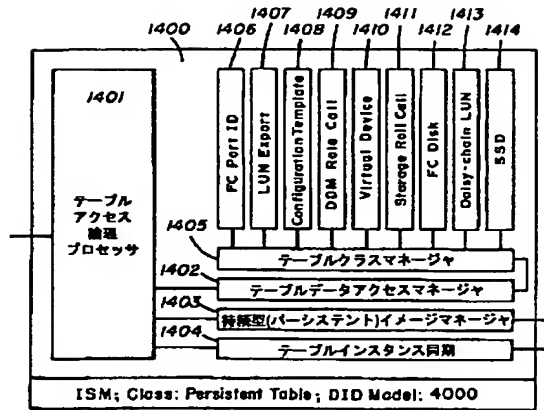 1400
1406
1407
1408
1409
1410
1411
1412
1413
1414
1401
FC Port ID
LUN Export
Configuration Template
DDM Role Call
Virtual Device
Storage Roll Call
FC Disk
Daisy-chain LUN
SSD
テーブル
アクセス
論理
プロセッサ
1405
テーブルクラスマネージャ
1402
テーブルデータアクセスマネージャ
1403
持続型(パーシステント)イメージマネージャ
1404
テーブルインスタンス同期
ISM; Class: Persistent Table; DID Model: 4000